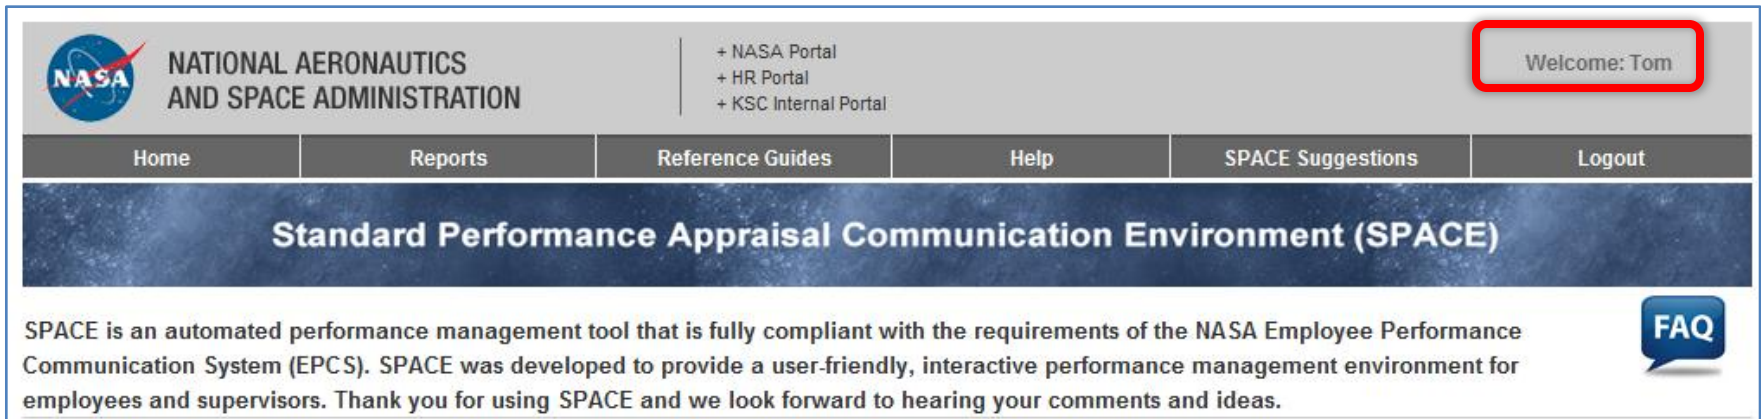 NASA
NATIONAL AERONAUTICS
AND SPACE ADMINISTRATION
+ NASA Portal
+ HR Portal
+ KSC Internal Portal
Welcome: Tom
Home Reports Reference Guides Help SPACE Suggestions Logout
Standard Performance Appraisal Communication Environment (SPACE)
SPACE is an automated performance management tool that is fully compliant with the requirements of the NASA Employee Performance
Communication System (EPCS). SPACE was developed to provide a user-friendly, interactive performance management environment for
employees and supervisors. Thank you for using SPACE and we look forward to hearing your comments and ideas.
FAQ